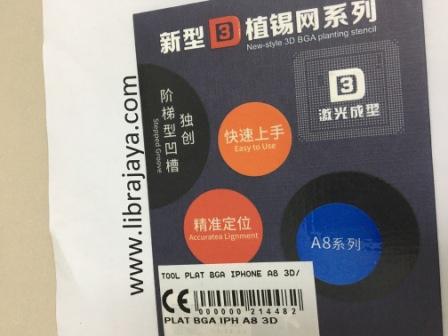 新型 3D 植锡网系列
New-style 3D BGA planting stencil
独创
阶梯型凹槽
Stepped Groove
快速上手
Easy to Use
D
3
激光成型
精准定位
Accuratea Lignment
A8系列
www.librajaya.com
TOOL PLAT BGA IPHONE A8 3D/
CE
000000 214482
PLAT BGA IPH A8 3D